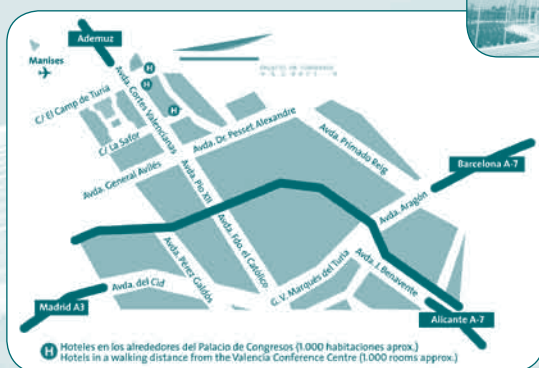 Ademuz
Manises
H
H
H
C/ El Camp de Turia
Avda. Cortes Valencianas
C/ La Safor
Avda. Dr. Pesset Alexandre
Avda. Primado Reig
Barcelona A-7
Avda. General Avilés
Avda. Pío XII
Avda. Aragón
Avda. Fdo. el Católico
G. V. Marqués del Turia
Avda. J. Benavente
Avda. Pérez Galdós
Avda. del Cid
Madrid A3
Alicante A-7
H Hoteles en los alrededores del Palacio de Congresos (1.000 habitaciones aprox.)
Hotels in a walking distance from the Valencia Conference Centre (1.000 rooms approx.)